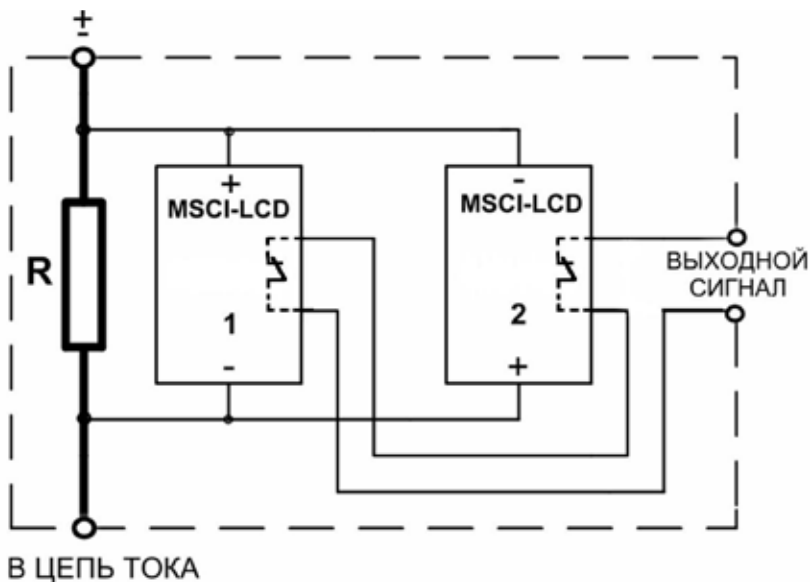 ±
+
MSCI-LCD
1
-
-
MSCI-LCD
2
+
R
ВЫХОДНОЙ
СИГНАЛ
В ЦЕПЬ ТОКА